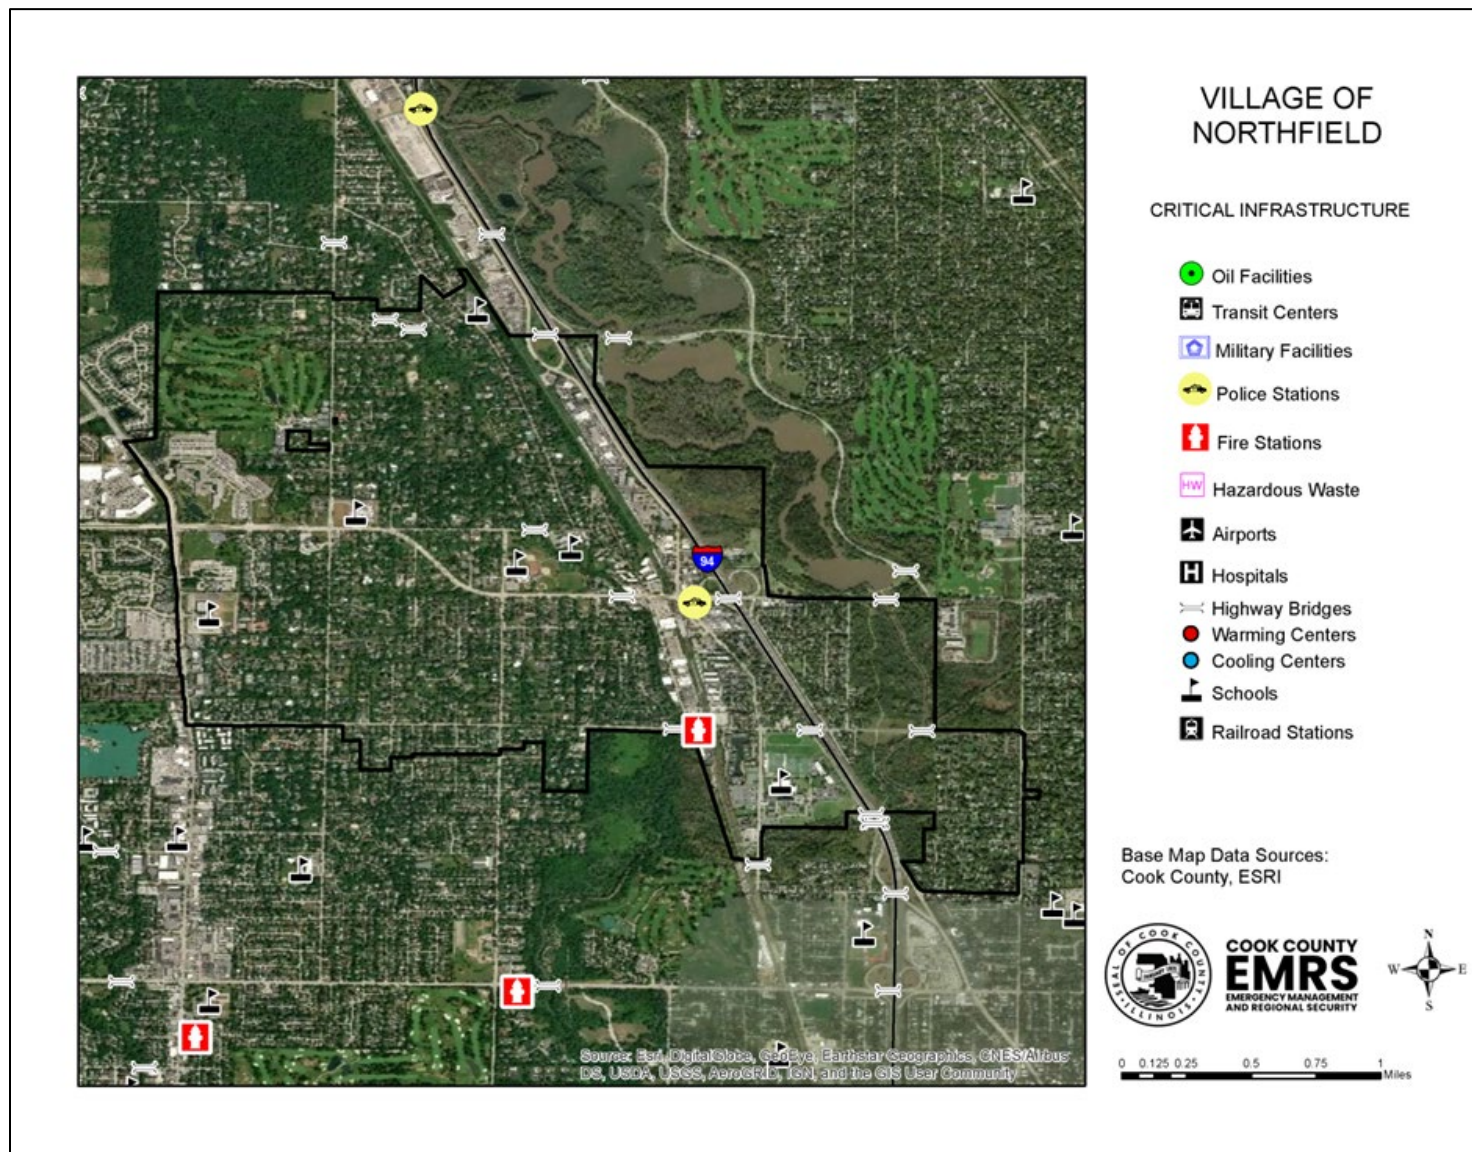 VILLAGE OF
NORTHFIELD
CRITICAL INFRASTRUCTURE
Oil Facilities
Transit Centers
Military Facilities
Police Stations
Fire Stations
HW Hazardous Waste
Airports
H Hospitals
Highway Bridges
Warming Centers
Cooling Centers
Schools
Railroad Stations
94
Base Map Data Sources:
Cook County, ESRI
SEAL OF COOK COUNTY
ILLINOIS
COOK COUNTY
EMRS
EMERGENCY MANAGEMENT
AND REGIONAL SECURITY
N
W E
S
0 0.125 0.25 0.5 0.75 1
Miles
Source: Esri, DigitalGlobe, GeoEye, Earthstar Geographics, CNES/Airbus
DS, USDA, USGS, AeroGRID, IGN, and the GIS User Community